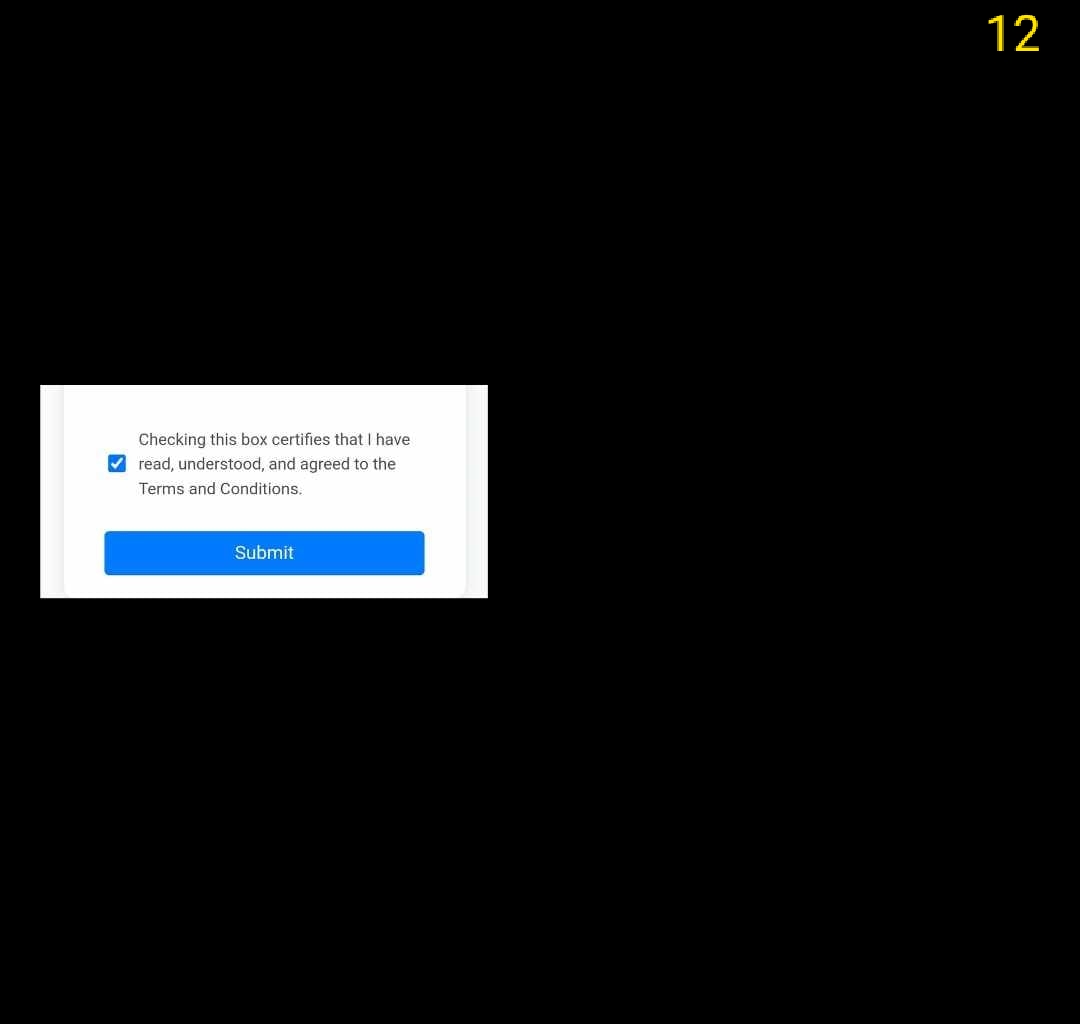 12
Checking this box certifies that I have
read, understood, and agreed to the
Terms and Conditions.
Submit